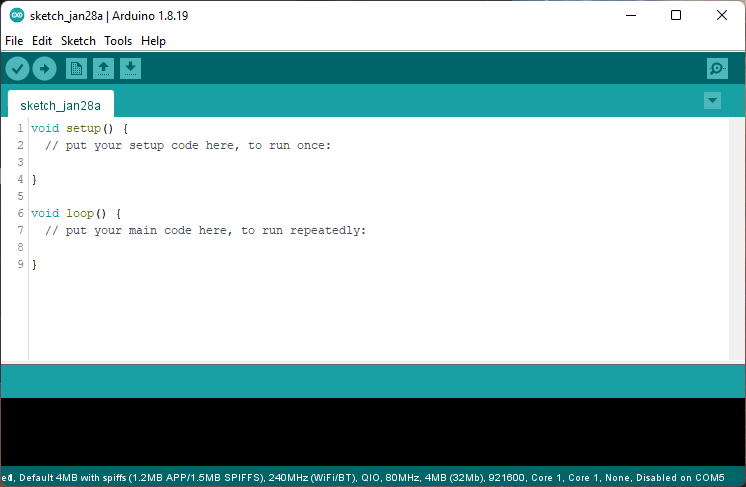 sketch_jan28a | Arduino 1.8.19
File Edit Sketch Tools Help
sketch_jan28a
1 void setup() {
2 // put your setup code here, to run once:
3
4 }
5
6 void loop() {
7 // put your main code here, to run repeatedly:
8
9 }
Default 4MB with spiffs (1.2MB APP/1.5MB SPIFFS), 240MHz (WiFi/BT), QIO, 80MHz, 4MB (32Mb), 921600, Core 1, Core 1, None, Disabled on COM5